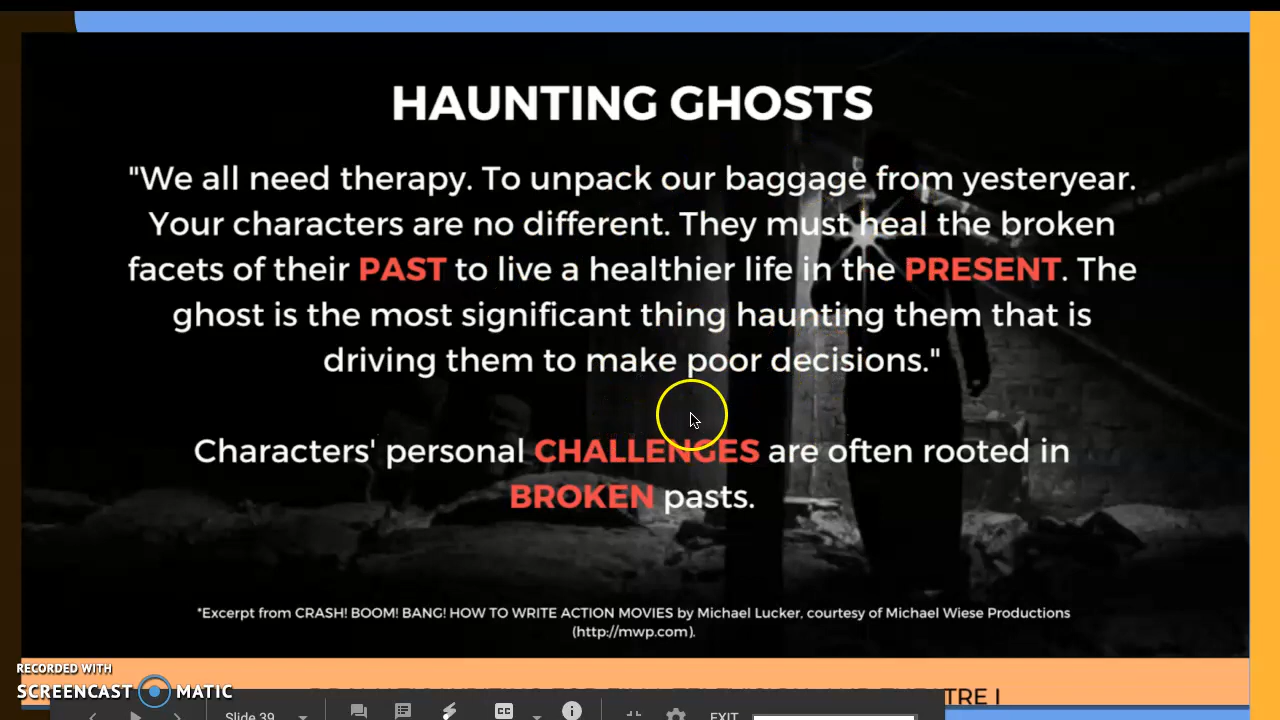 HAUNTING GHOSTS
"We all need therapy. To unpack our baggage from yesteryear.
Your characters are no different. They must heal the broken
facets of their PAST to live a healthier life in the PRESENT. The
ghost is the most significant thing haunting them that is
driving them to make poor decisions."
Characters' personal CHALLENGES are often rooted in
BROKEN pasts.
*Excerpt from CRASH! BOOM! BANG! HOW TO WRITE ACTION MOVIES by Michael Lucker, courtesy of Michael Wiese Productions
(http://mwp.com).
RECORDED WITH
SCREENCAST MATIC
Slide 39
CC
EXIT